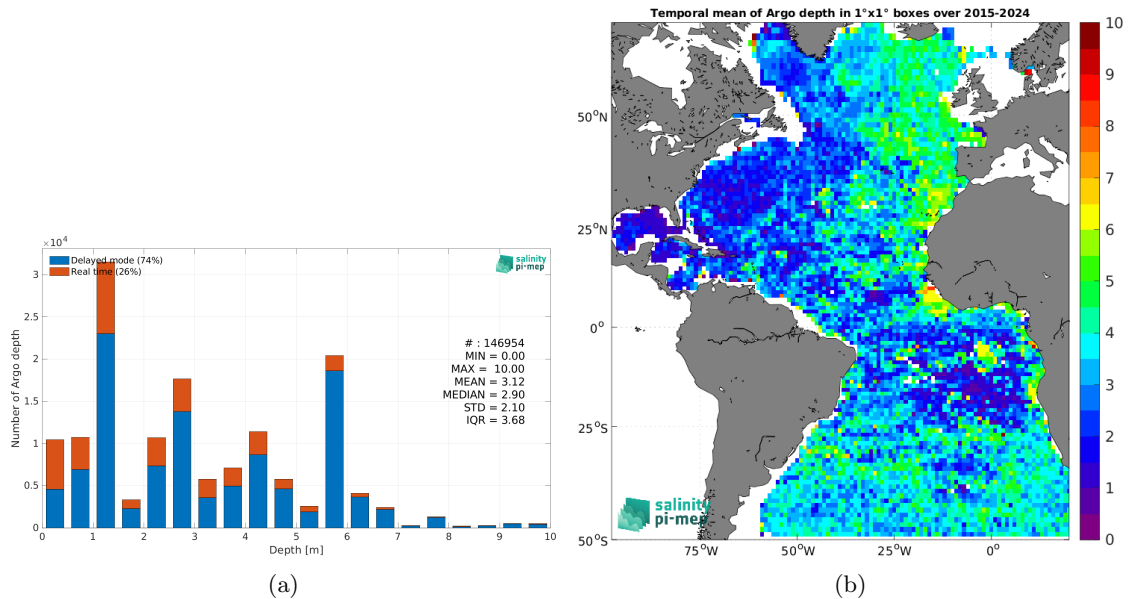 ×10⁴
Delayed mode (74%)
Real time (26%)
salinity
pi-mep
# : 146954
MIN = 0.00
MAX = 10.00
MEAN = 3.12
MEDIAN = 2.90
STD = 2.10
IQR = 3.68
3
2.5
2
1.5
1
0.5
0
Number of Argo depth
0 1 2 3 4 5 6 7 8 9 10
Depth [m]
(a)
Temporal mean of Argo depth in 1°x1° boxes over 2015-2024
50°N
25°N
0°
25°S
50°S
75°W 50°W 25°W 0°
salinity
pi-mep
10
9
8
7
6
5
4
3
2
1
0
(b)